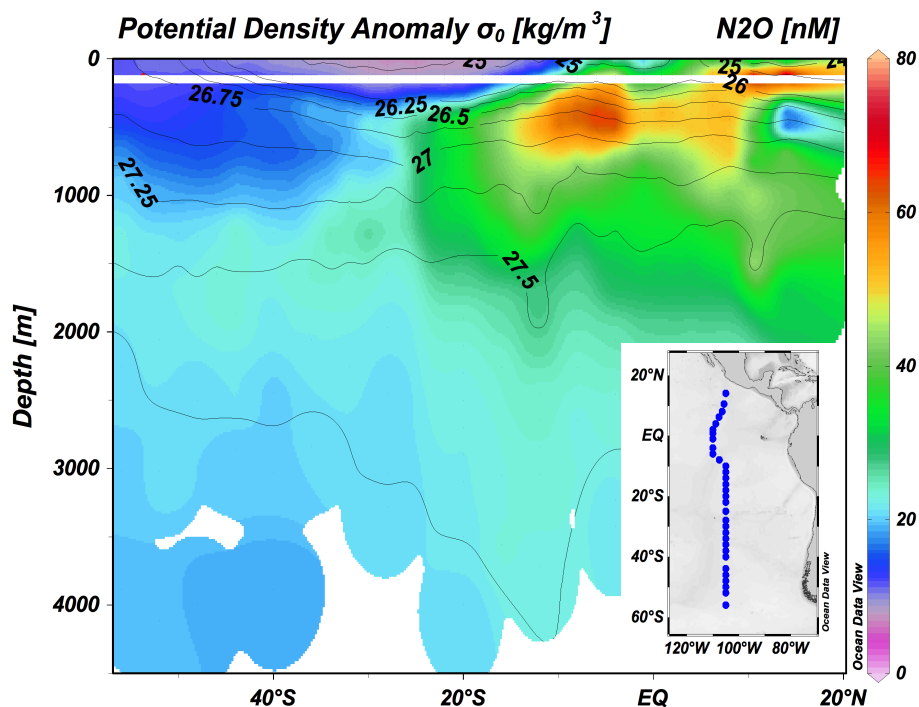 Potential Density Anomaly σ₀ [kg/m³] N2O [nM]
0
1000
2000
3000
4000
Depth [m]
40°S 20°S EQ 20°N
25 25 25 24
26
26.75 26.25 26.5
27
27.25
27.5
80
60
40
20
0
Ocean Data View
20°N
EQ
20°S
40°S
60°S
120°W 100°W 80°W
Ocean Data View